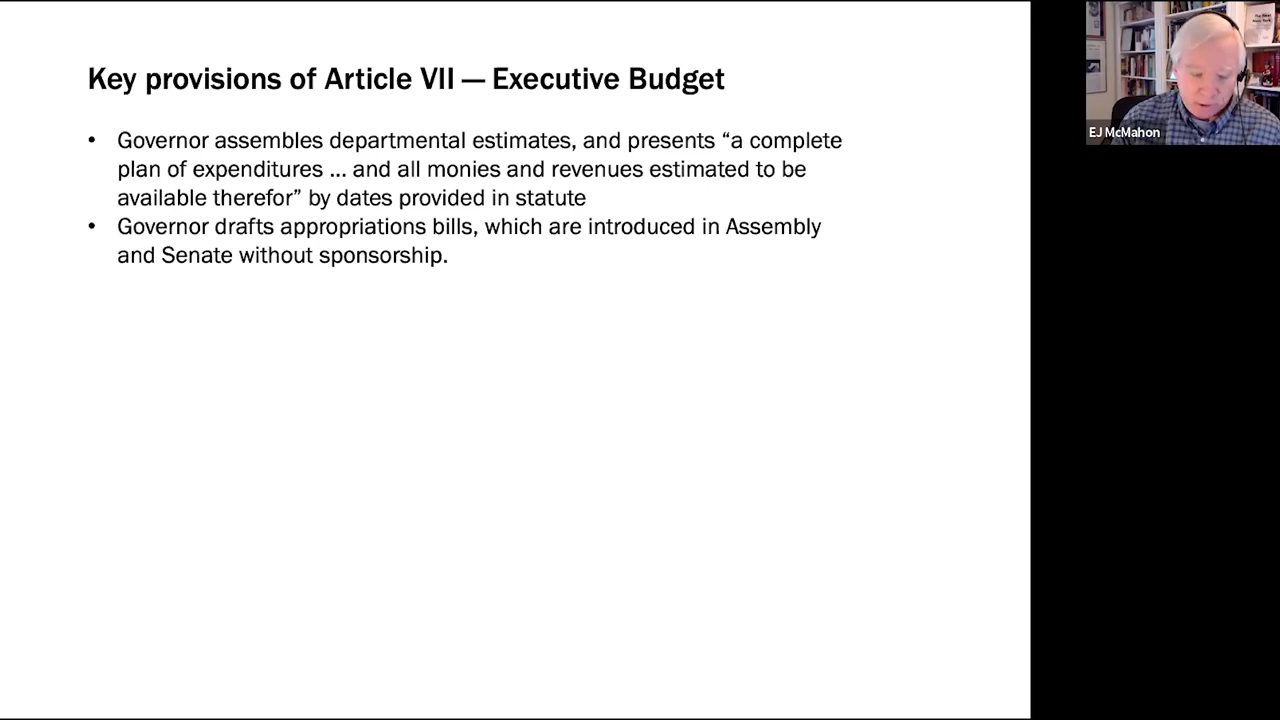 Key provisions of Article VII — Executive Budget
• Governor assembles departmental estimates, and presents “a complete
plan of expenditures ... and all monies and revenues estimated to be
available therefor” by dates provided in statute
• Governor drafts appropriations bills, which are introduced in Assembly
and Senate without sponsorship.
EJ McMahon